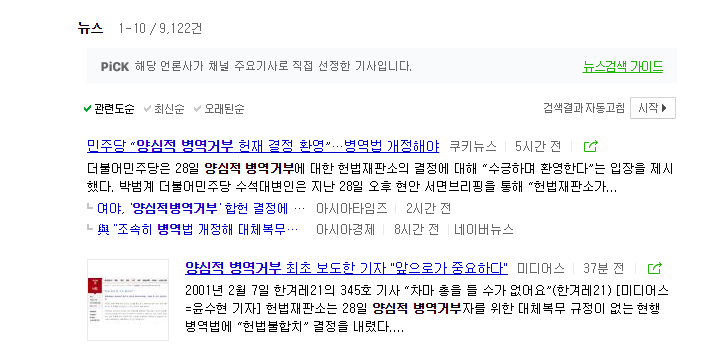 뉴스 1-10 / 9,122건
PiCK 해당 언론사가 채널 주요기사로 직접 선정한 기사입니다. 뉴스검색 가이드
관련도순 최신순 오래된순 검색결과 자동고침 시작
민주당 "양심적 병역거부 헌재 결정 환영"…병역법 개정해야 쿠키뉴스 5시간 전
더불어민주당은 28일 양심적 병역거부에 대한 헌법재판소의 결정에 대해 “수긍하며 환영한다”는 입장을 제시
했다. 박범계 더불어민주당 수석대변인은 지난 28일 오후 현안 서면브리핑을 통해 “헌법재판소가...
여야, '양심적병역거부' 합헌 결정에 … 아시아타임즈 2시간 전
與 "조속히 병역법 개정해 대체복무… 아시아경제 8시간 전 네이버뉴스
양심적 병역거부 최초 보도한 기자 "앞으로가 중요하다" 미디어스 37분 전
2001년 2월 7일 한겨레21의 345호 기사 “차마 총을 들 수가 없어요”(한겨레21) [미디어스
=윤수현 기자] 헌법재판소는 28일 양심적 병역거부자를 위한 대체복무 규정이 없는 현행
병역법에 “헌법불합치” 결정을 내렸다....